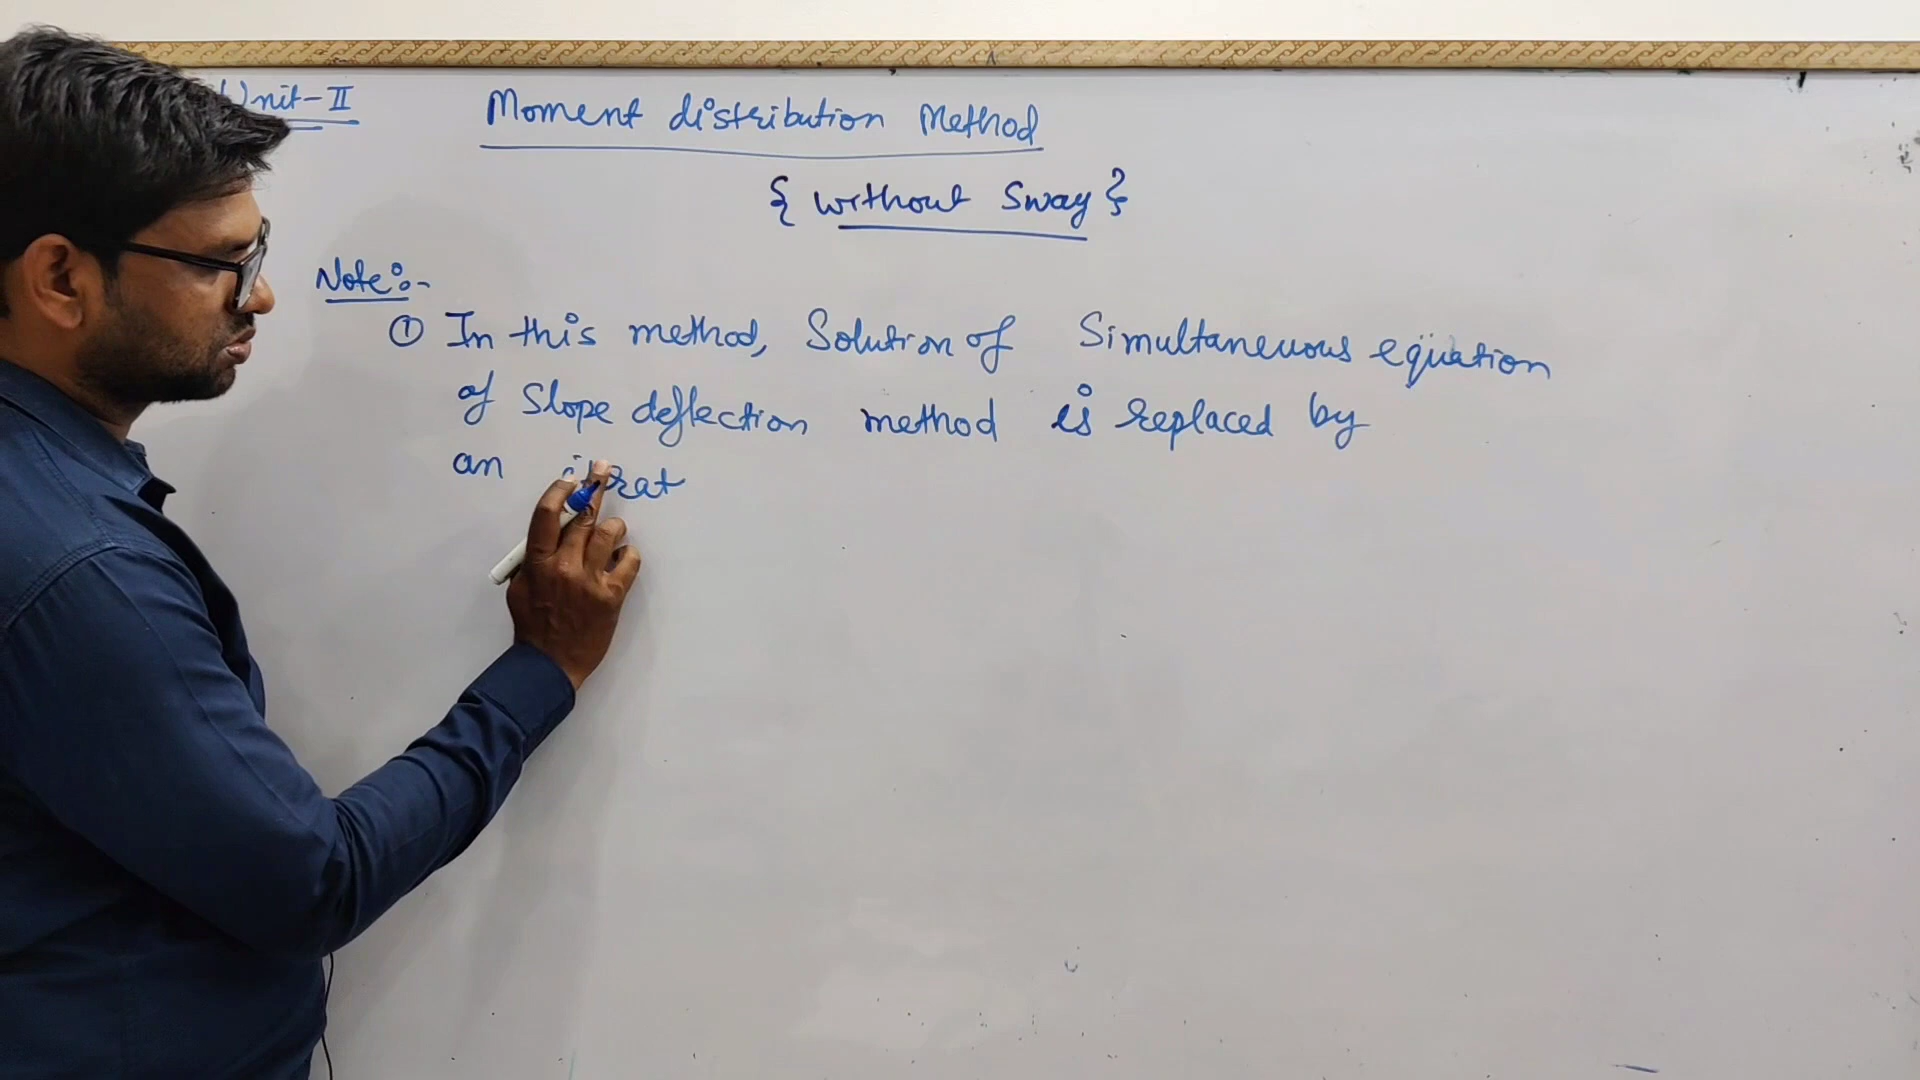 Unit-II
Moment distribution Method
{ without Sway }
Note:-
① In this method, Solution of Simultaneuous equation
of Slope deflection method is replaced by
an